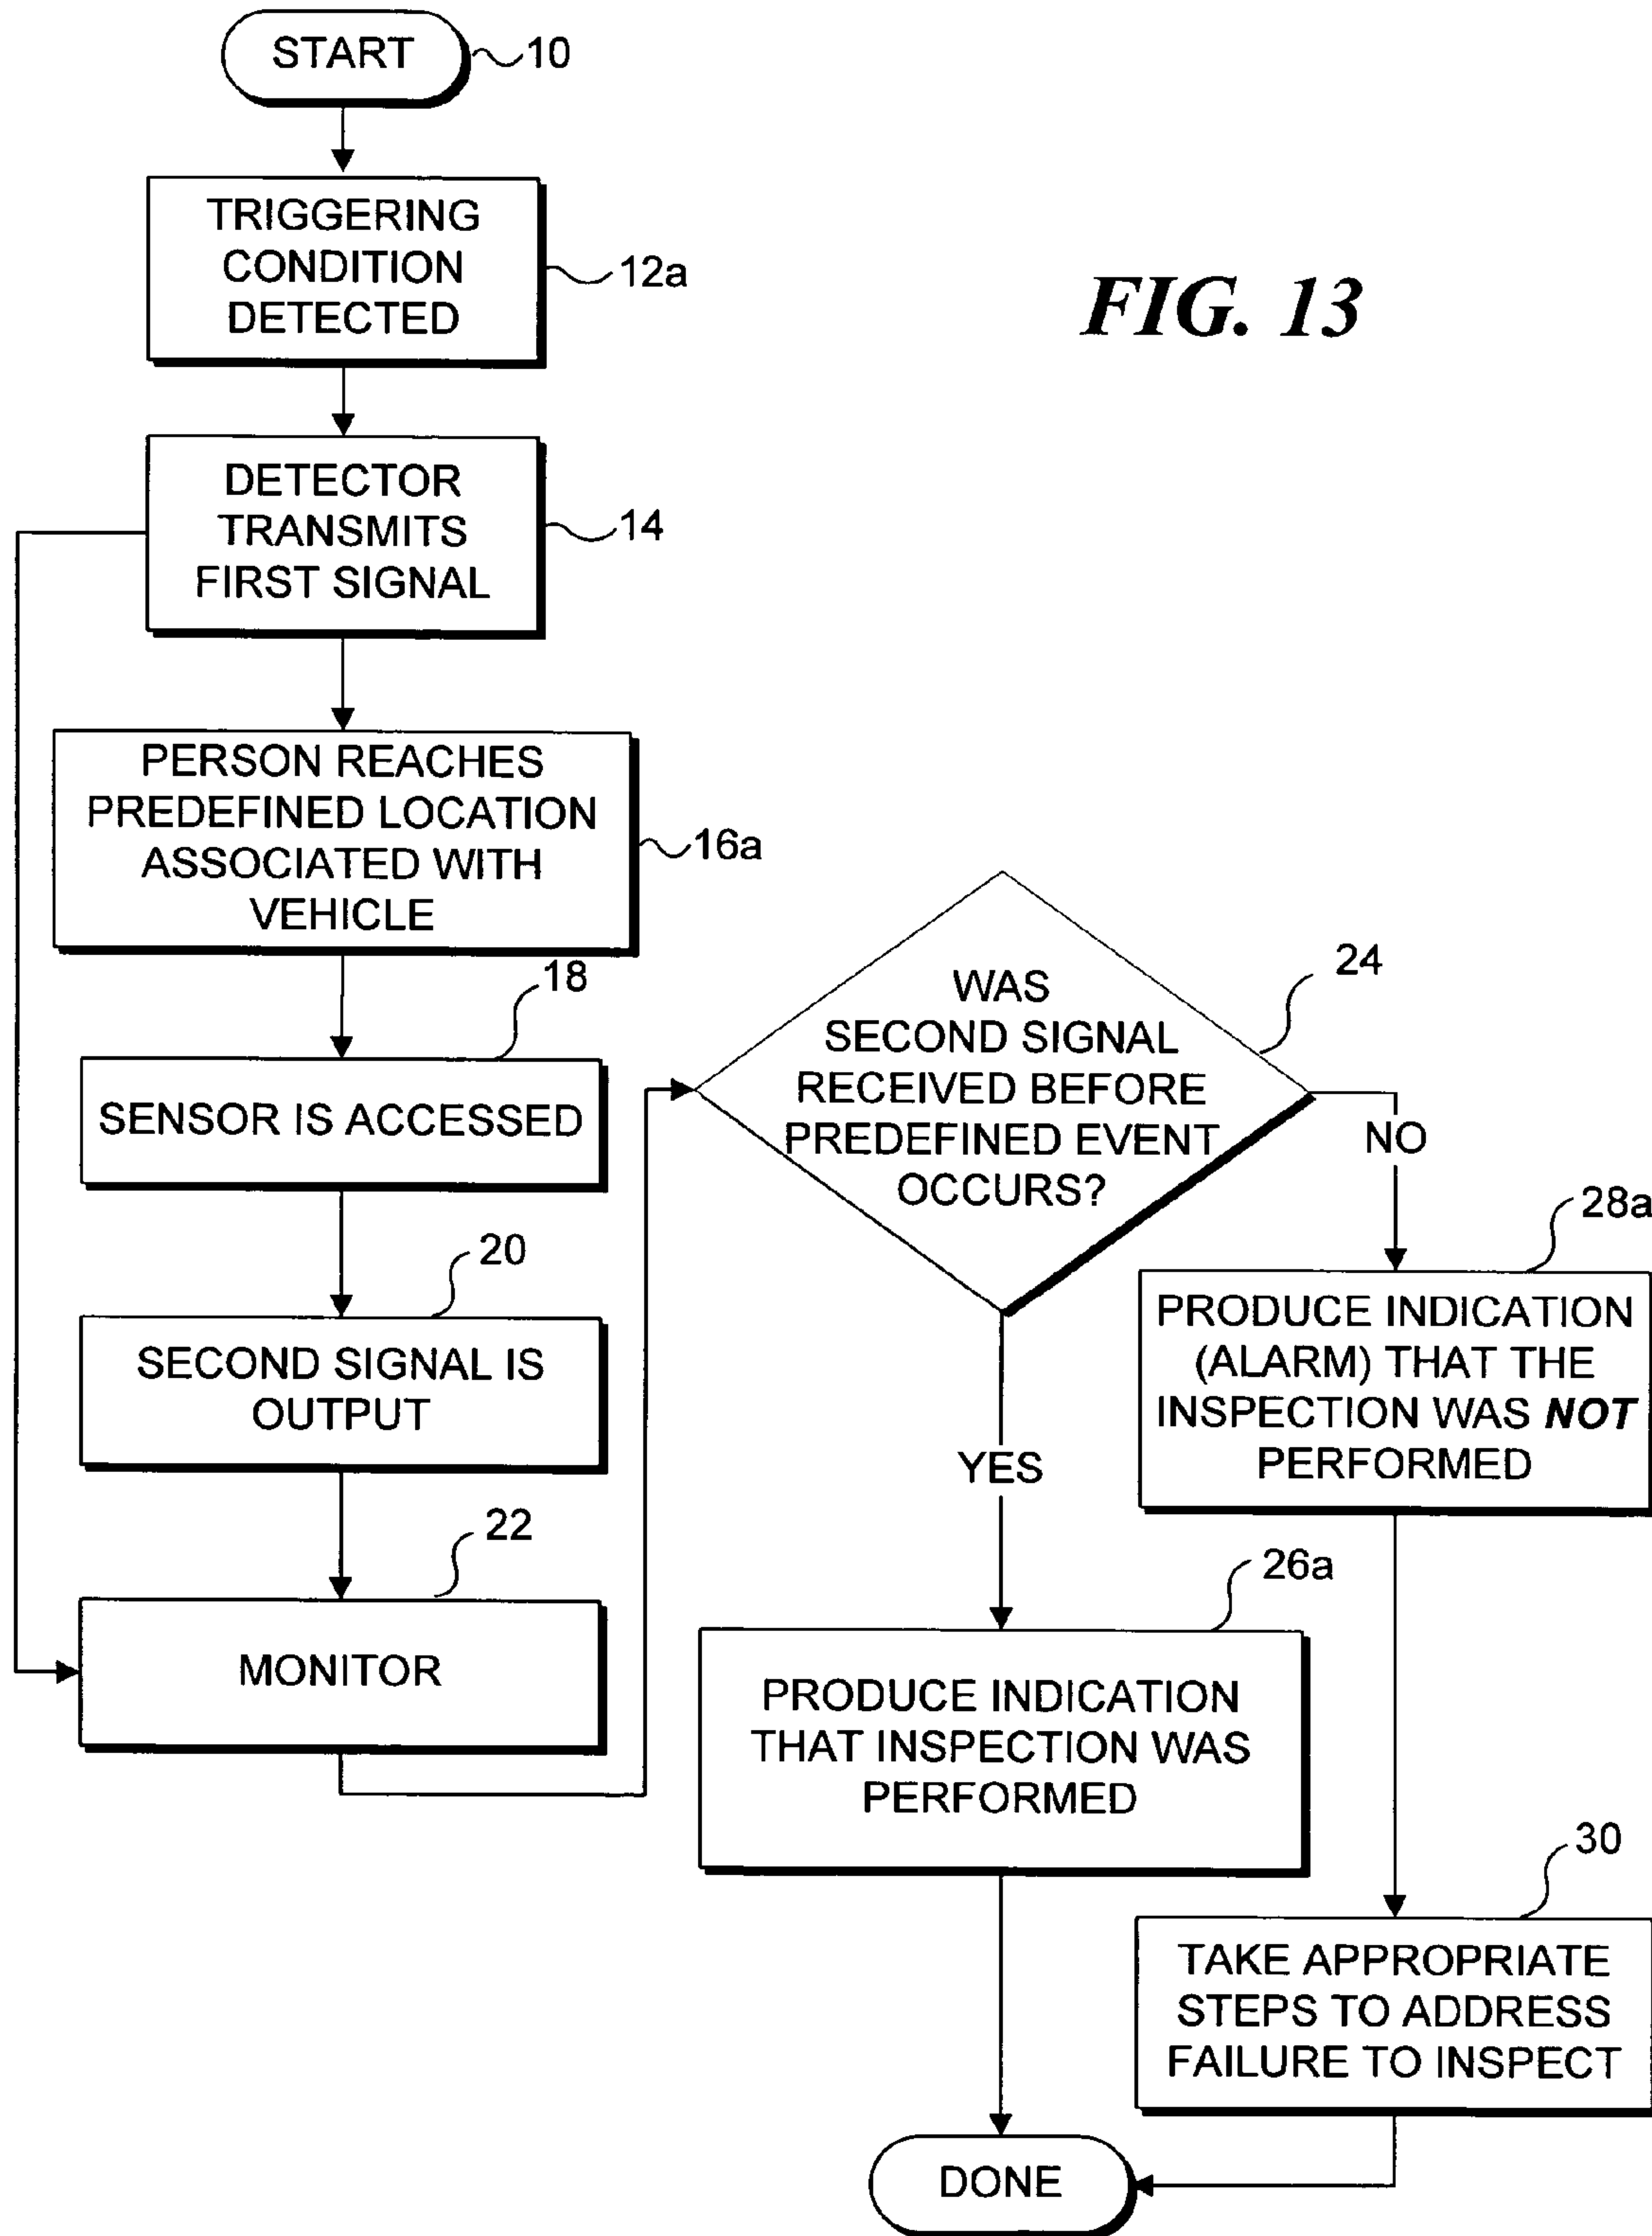 START
10
TRIGGERING
CONDITION
DETECTED
12a
FIG. 13
DETECTOR
TRANSMITS
FIRST SIGNAL
14
PERSON REACHES
PREDEFINED LOCATION
ASSOCIATED WITH
VEHICLE
16a
18
SENSOR IS ACCESSED
20
SECOND SIGNAL IS
OUTPUT
22
MONITOR
24
WAS
SECOND SIGNAL
RECEIVED BEFORE
PREDEFINED EVENT
OCCURS?
NO
YES
28a
PRODUCE INDICATION
(ALARM) THAT THE
INSPECTION WAS NOT
PERFORMED
26a
PRODUCE INDICATION
THAT INSPECTION WAS
PERFORMED
30
TAKE APPROPRIATE
STEPS TO ADDRESS
FAILURE TO INSPECT
DONE